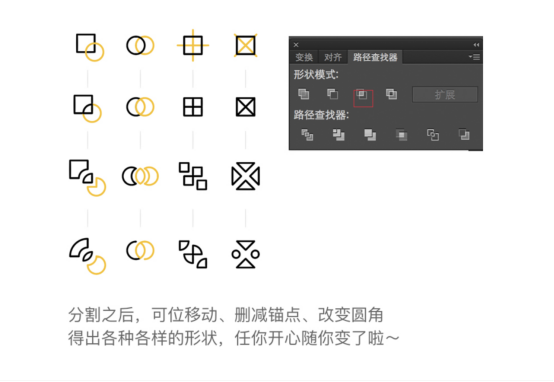 变换 对齐 路径查找器
形状模式:
扩展
路径查找器:
分割之后，可位移动、删减锚点、改变圆角
得出各种各样的形状，任你开心随你变了啦～